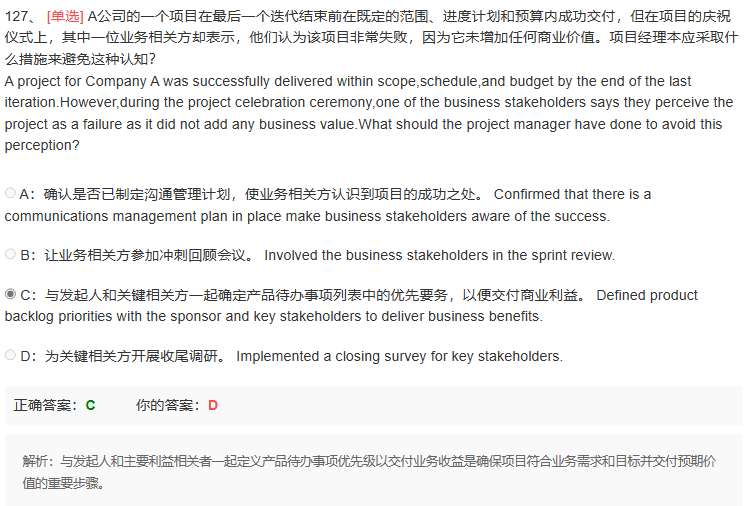 127、 [单选] A公司的一个项目在最后一个迭代结束前在既定的范围、进度计划和预算内成功交付，但在项目的庆祝
仪式上，其中一位业务相关方却表示，他们认为该项目非常失败，因为它未增加任何商业价值。项目经理本应采取什
么措施来避免这种认知？
A project for Company A was successfully delivered within scope,schedule,and budget by the end of the last
iteration.However,during the project celebration ceremony,one of the business stakeholders says they perceive the
project as a failure as it did not add any business value.What should the project manager have done to avoid this
perception?
A：确认是否已制定沟通管理计划，使业务相关方认识到项目的成功之处。 Confirmed that there is a
communications management plan in place make business stakeholders aware of the success.
B：让业务相关方参加冲刺回顾会议。 Involved the business stakeholders in the sprint review.
C：与发起人和关键相关方一起确定产品待办事项列表中的优先要务，以便交付商业利益。 Defined product
backlog priorities with the sponsor and key stakeholders to deliver business benefits.
D：为关键相关方开展收尾调研。 Implemented a closing survey for key stakeholders.
正确答案：C 你的答案：D
解析：与发起人和主要利益相关者一起定义产品待办事项优先级以交付业务收益是确保项目符合业务需求和目标并交付预期价
值的重要步骤。